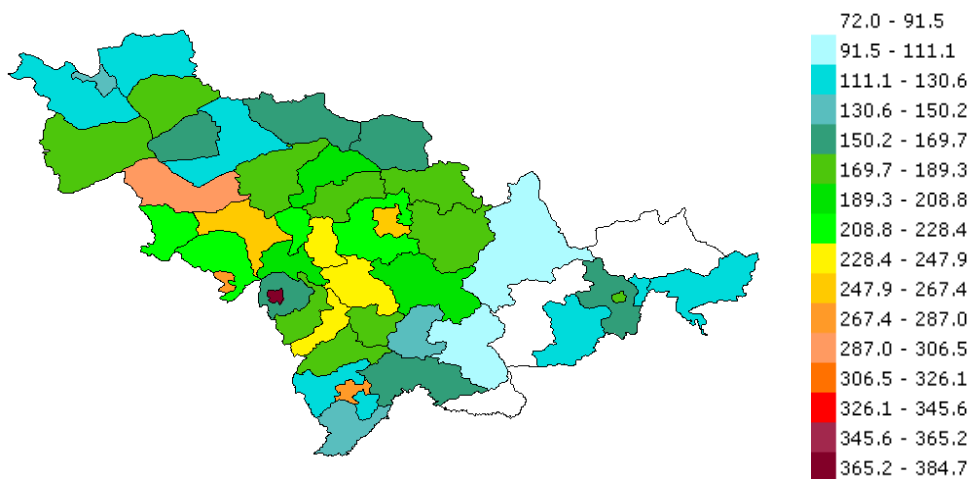 72.0 - 91.5
91.5 - 111.1
111.1 - 130.6
130.6 - 150.2
150.2 - 169.7
169.7 - 189.3
189.3 - 208.8
208.8 - 228.4
228.4 - 247.9
247.9 - 267.4
267.4 - 287.0
287.0 - 306.5
306.5 - 326.1
326.1 - 345.6
345.6 - 365.2
365.2 - 384.7